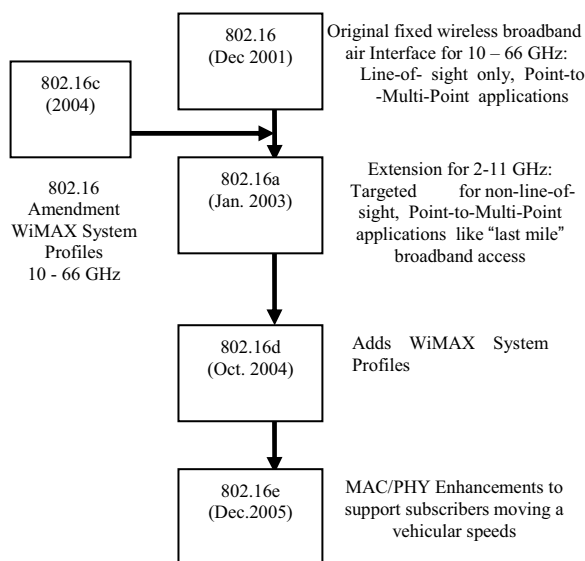 802.16
(Dec 2001)
Original fixed wireless broadband
air Interface for 10 – 66 GHz:
Line-of- sight only, Point-to
-Multi-Point applications
802.16c
(2004)
802.16
Amendment
WiMAX System
Profiles
10 - 66 GHz
802.16a
(Jan. 2003)
Extension for 2-11 GHz:
Targeted for non-line-of-
sight, Point-to-Multi-Point
applications like “last mile”
broadband access
802.16d
(Oct. 2004)
Adds WiMAX System
Profiles
802.16e
(Dec.2005)
MAC/PHY Enhancements to
support subscribers moving a
vehicular speeds